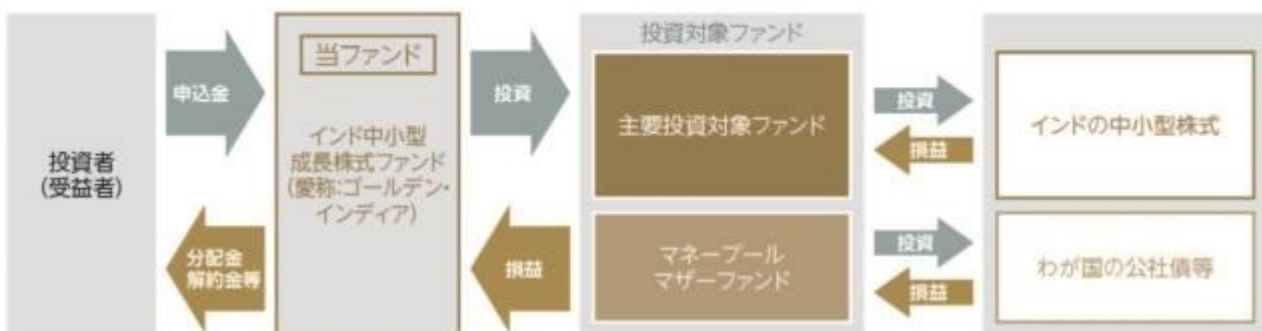 投資者
(受益者)
申込金
分配金
解約金等
当ファンド
インド中小型
成長株式ファンド
(愛称:ゴールデン・
インディア)
投資
損益
投資対象ファンド
主要投資対象ファンド
マネープール
マザーファンド
投資
損益
投資
損益
インドの中小型株式
わが国の公社債等